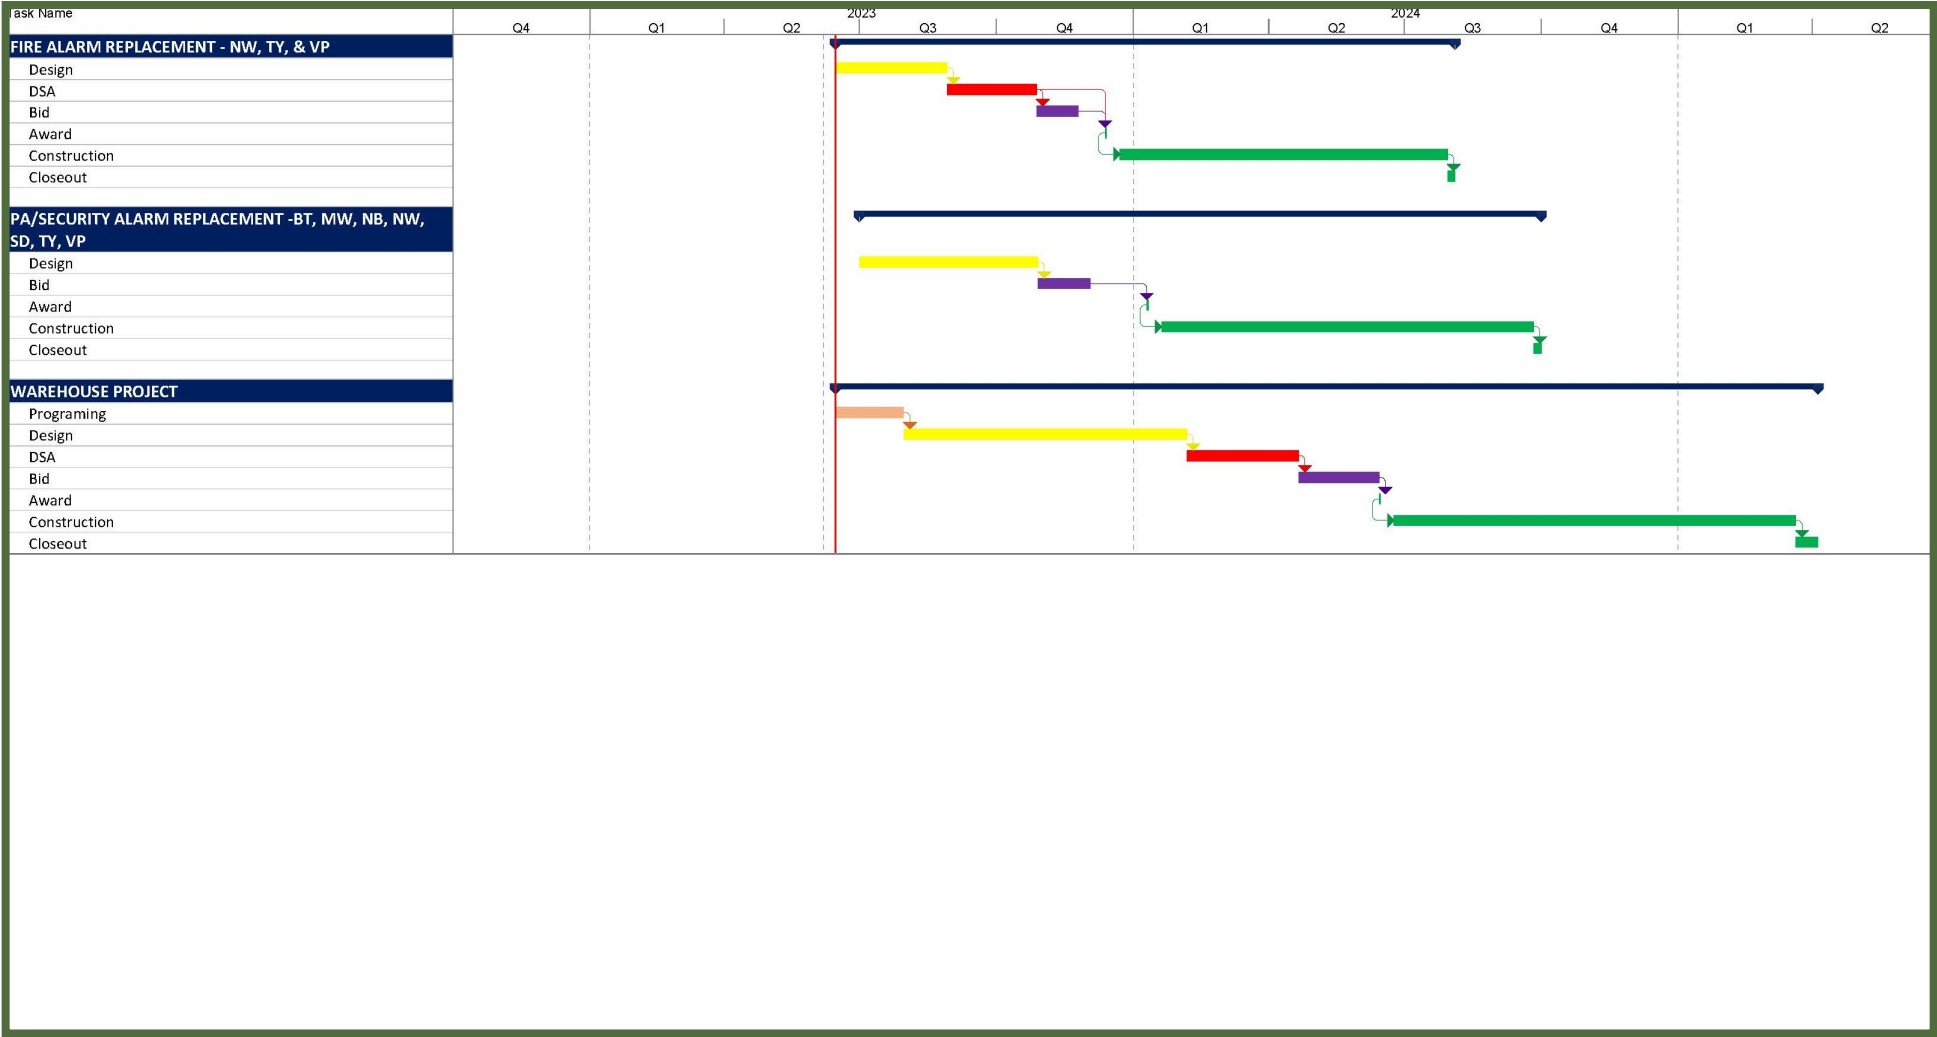 Task Name
2023
2024
Q4 Q1 Q2 Q3 Q4 Q1 Q2 Q3 Q4 Q1 Q2
FIRE ALARM REPLACEMENT - NW, TY, & VP
Design
DSA
Bid
Award
Construction
Closeout
PA/SECURITY ALARM REPLACEMENT -BT, MW, NB, NW,
SD, TY, VP
Design
Bid
Award
Construction
Closeout
WAREHOUSE PROJECT
Programing
Design
DSA
Bid
Award
Construction
Closeout